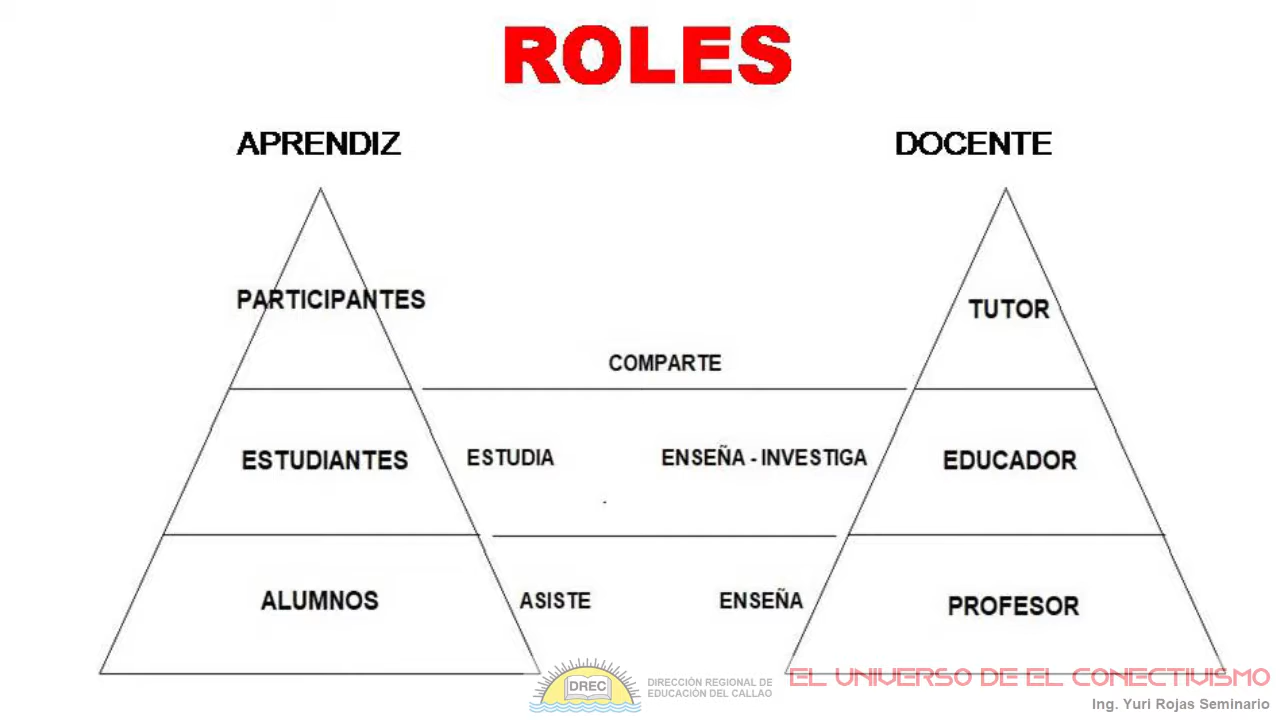 ROLES
APRENDIZ
DOCENTE
PARTICIPANTES
TUTOR
COMPARTE
ESTUDIANTES
ESTUDIA
ENSEÑA - INVESTIGA
EDUCADOR
ALUMNOS
ASISTE
ENSEÑA
PROFESOR
DREC
DIRECCIÓN REGIONAL DE
EDUCACIÓN DEL CALLAO
EL UNIVERSO DE EL CONECTIVISMO
Ing. Yuri Rojas Seminario